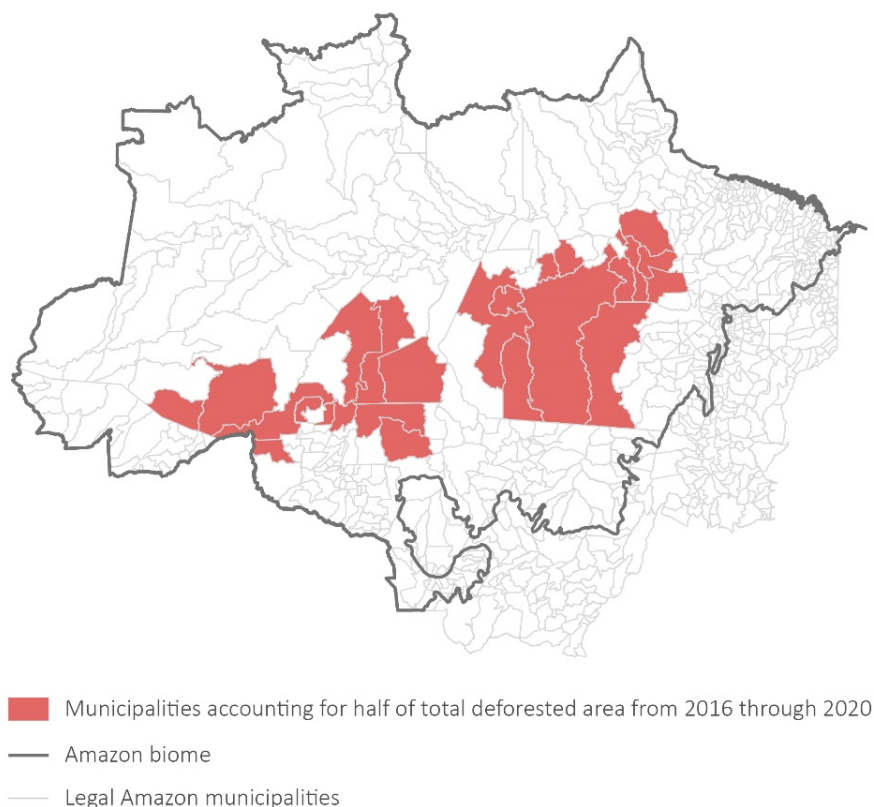 Municipalities accounting for half of total deforested area from 2016 through 2020
Amazon biome
Legal Amazon municipalities